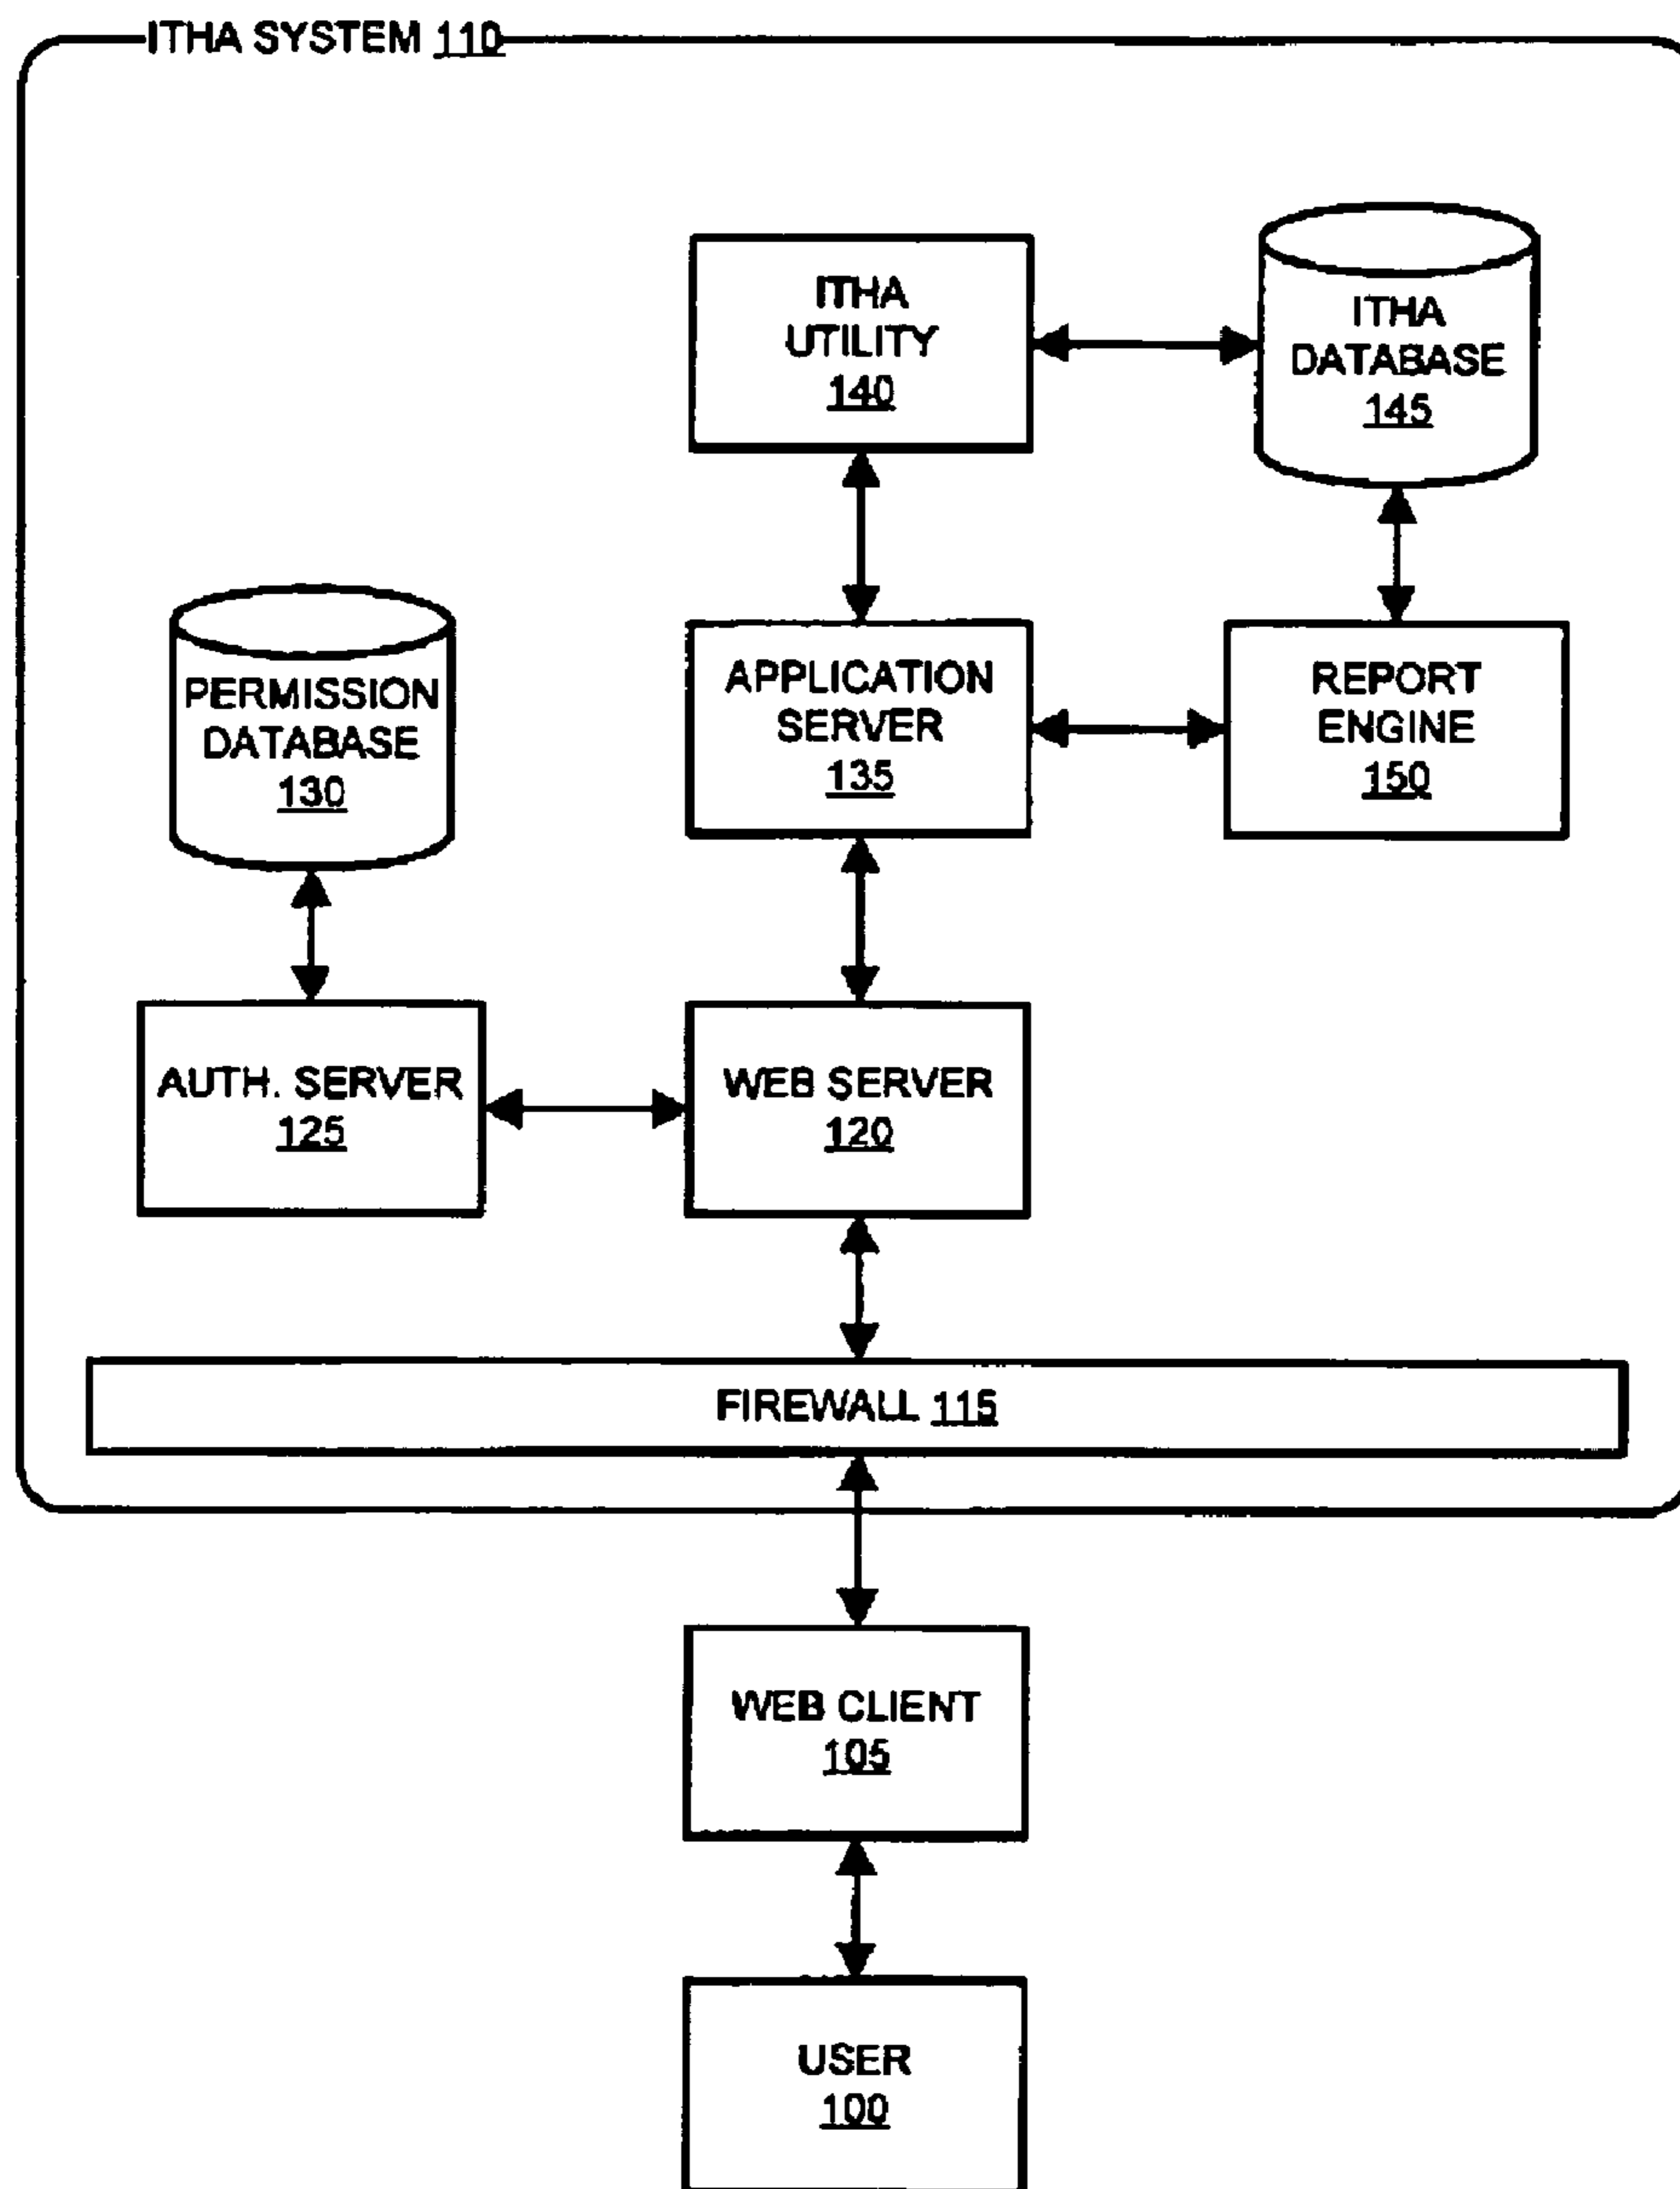 ITHA SYSTEM 110
ITHA
UTILITY
140
ITHA
DATABASE
145
PERMISSION
DATABASE
130
APPLICATION
SERVER
135
REPORT
ENGINE
150
AUTH. SERVER
125
WEB SERVER
120
FIREWALL 115
WEB CLIENT
105
USER
100